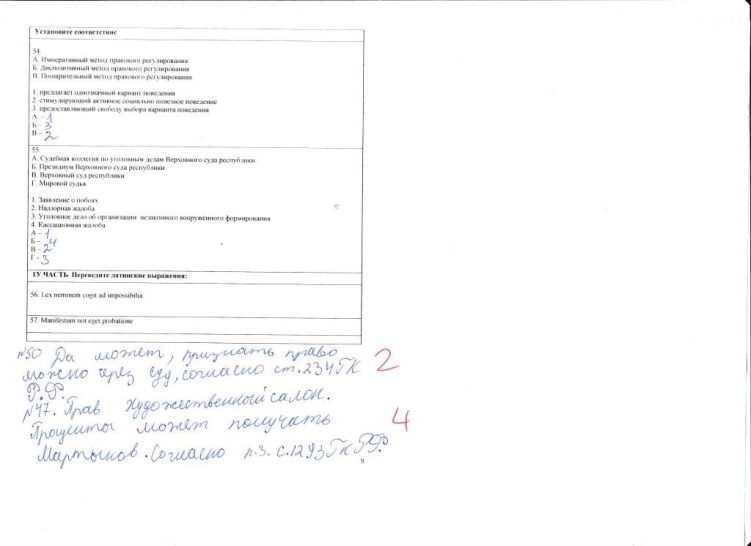 Установите соответствие
54.
А. Императивный метод правового регулирования
Б. Диспозитивный метод правового регулирования
В. Поощрительный метод правового регулирования
1. предлагает однозначный вариант поведения
2. стимулирующий активное социально полезное поведение
3. предоставляющий свободу выбора варианта поведения
А – 1
Б – 3
В – 2
55.
А. Судебная коллегия по уголовным делам Верховного суда республики
Б. Президиум Верховного суда республики
В. Верховный суд республики
Г. Мировой судья
1. Заявление о побоях
2. Надзорная жалоба
3. Уголовное дело об организации незаконного вооруженного формирования
4. Кассационная жалоба
А – 1
Б – 4
В – 2
Г - 3
IУ ЧАСТЬ Переведите латинские выражения:
56. Lex neminem cogit ad impossibilia
57. Manifestum not eget probatione
№50 Да может, признать право 2
можно через суд, согласно ст.234 ГК
Р.Ф.
№47. Прав художественный салон.
Проценты может получать 4
Мартынов. Согласно п.3. с.1293 ГК РФ.
9